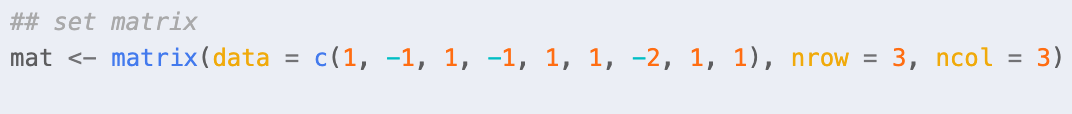 ## set matrix
mat <- matrix(data = c(1, -1, 1, -1, 1, 1, -2, 1, 1), nrow = 3, ncol = 3)